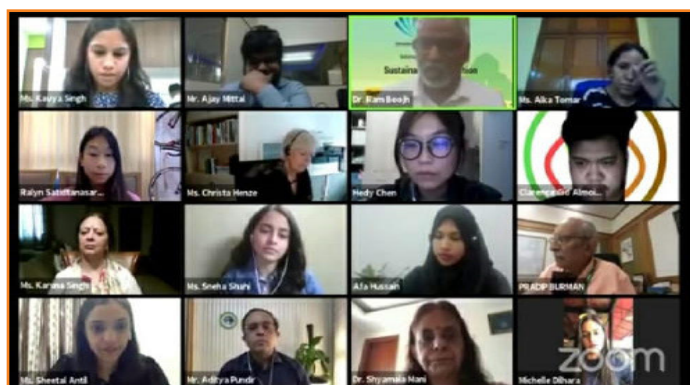 Sustaina
Ms. Kavya Singh
Mr. Ajay Mittal
Dr. Ram Boojh
Ms. Aika Tomar
Ralyn
Ms. Christa Henze
Hedy Chen
Ms. Karuna Singh
Ms. Sneha Shahi
Afa Hussain
PRADIP BURMAN
Ms. Sheetal Antil
Mr. Aditya Pundir
Dr. Shyamala Mani
Michelle Dilhara
zoom